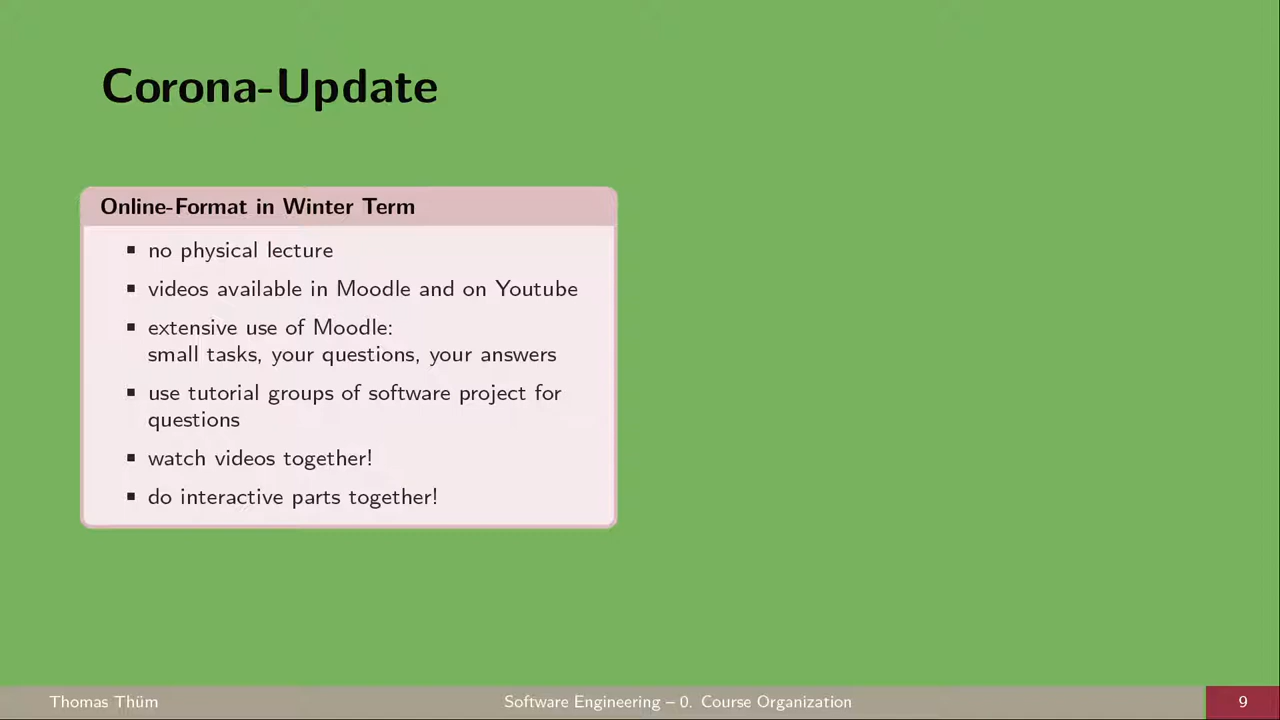 Corona-Update
Online-Format in Winter Term
no physical lecture
videos available in Moodle and on Youtube
extensive use of Moodle:
small tasks, your questions, your answers
use tutorial groups of software project for
questions
watch videos together!
do interactive parts together!
Thomas Thüm
Software Engineering – 0. Course Organization
9